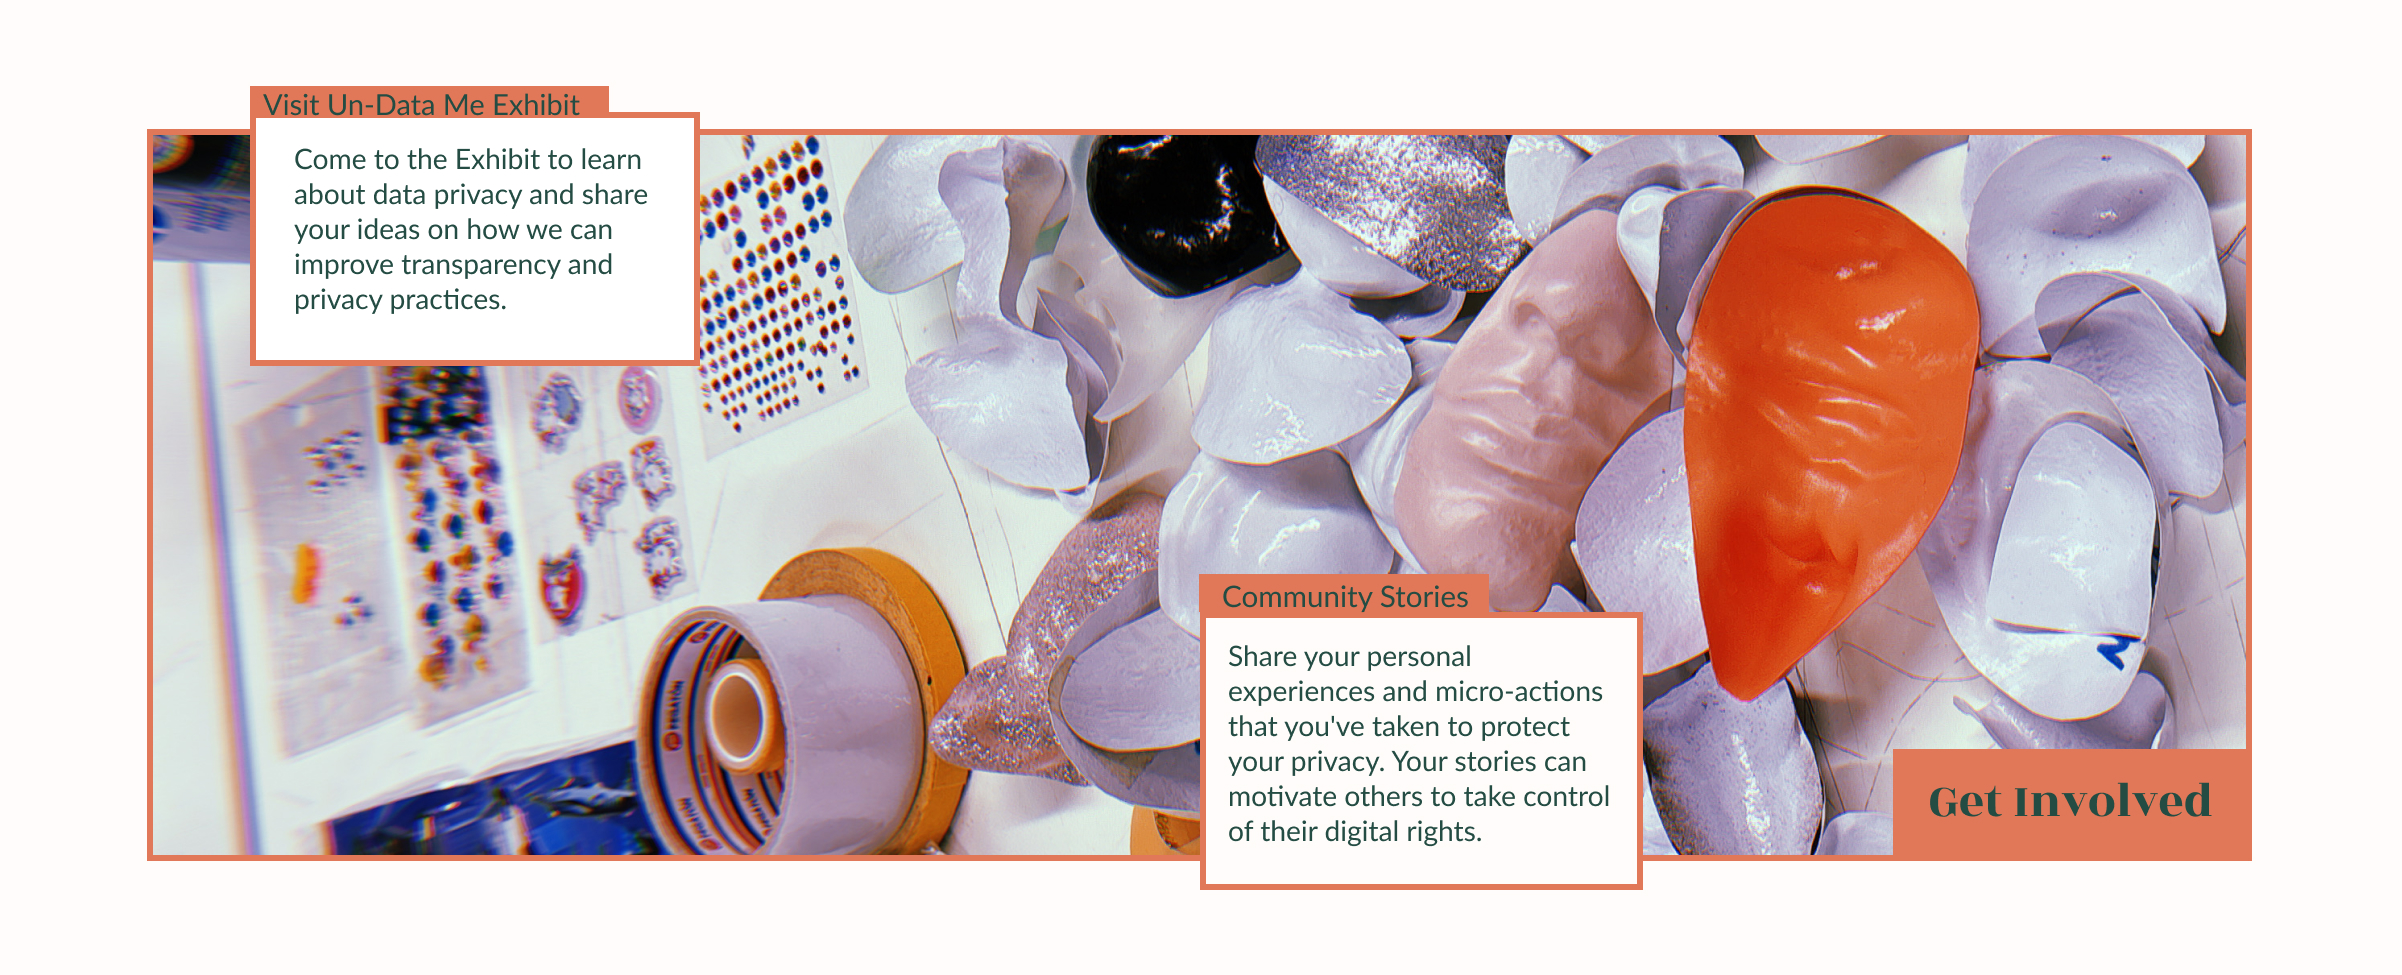 Visit Un-Data Me Exhibit
Come to the Exhibit to learn
about data privacy and share
your ideas on how we can
improve transparency and
privacy practices.
Community Stories
Share your personal
experiences and micro-actions
that you've taken to protect
your privacy. Your stories can
motivate others to take control
of their digital rights.
Get Involved